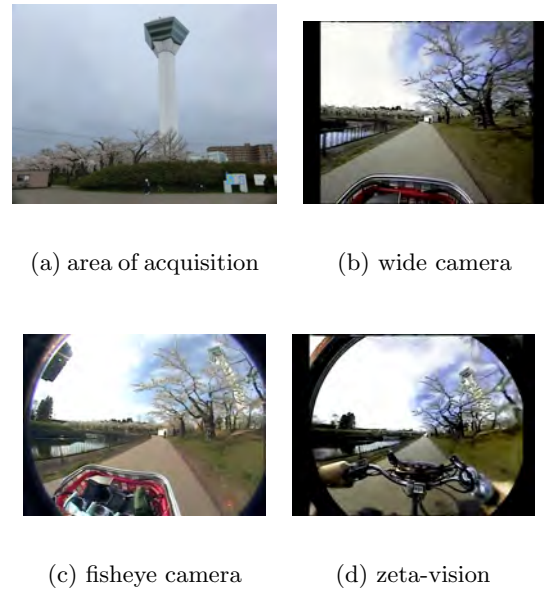 (a) area of acquisition
(b) wide camera
(c) fisheye camera
(d) zeta-vision